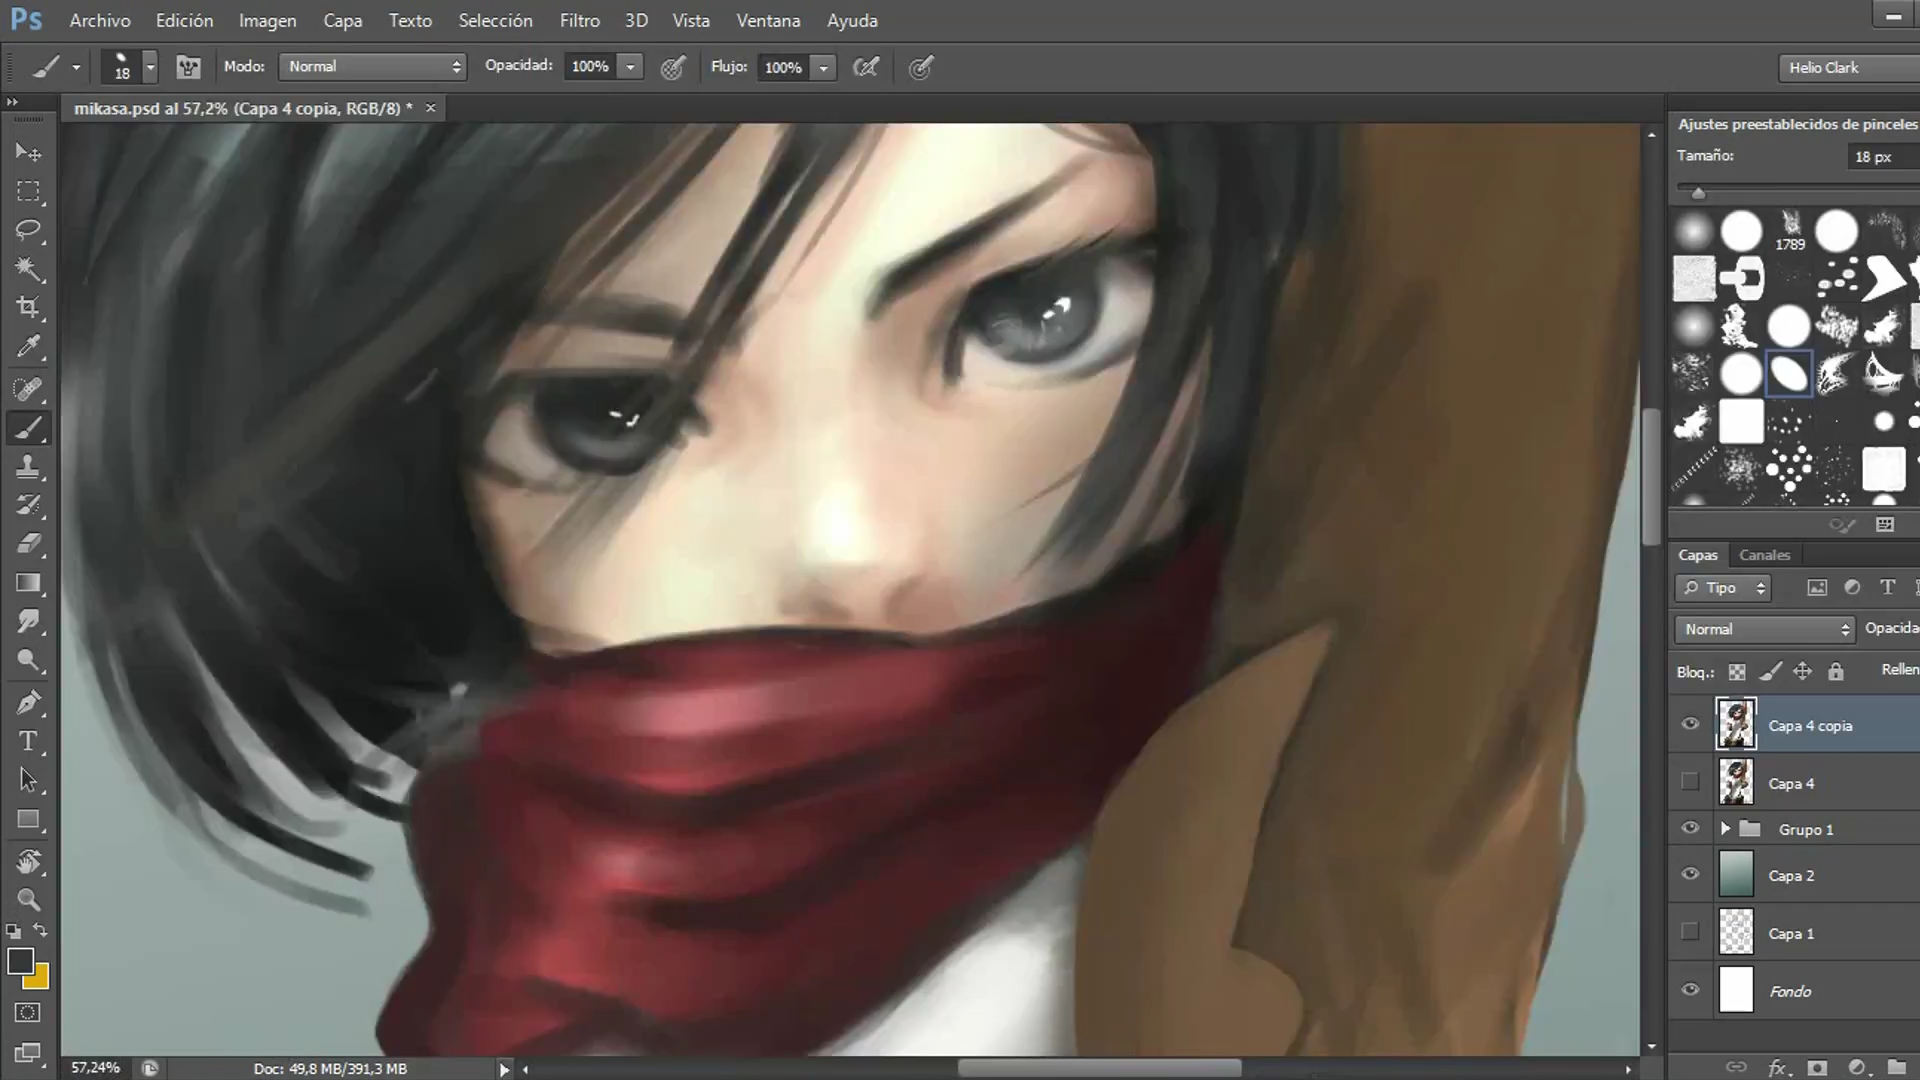 Ps Archivo Edición Imagen Capa Texto Selección Filtro 3D Vista Ventana Ayuda
18 Modo: Normal Opacidad: 100% Flujo: 100% Helio Clark
mikasa.psd al 57,2% (Capa 4 copia, RGB/8) * ×
Ajustes preestablecidos de pinceles
Tamaño: 18 px
1789
Capas Canales
Tipo
Normal Opacida
Bloq.: Rellen
Capa 4 copia
Capa 4
Grupo 1
Capa 2
Capa 1
Fondo
57,24% Doc: 49,8 MB/391,3 MB
fx